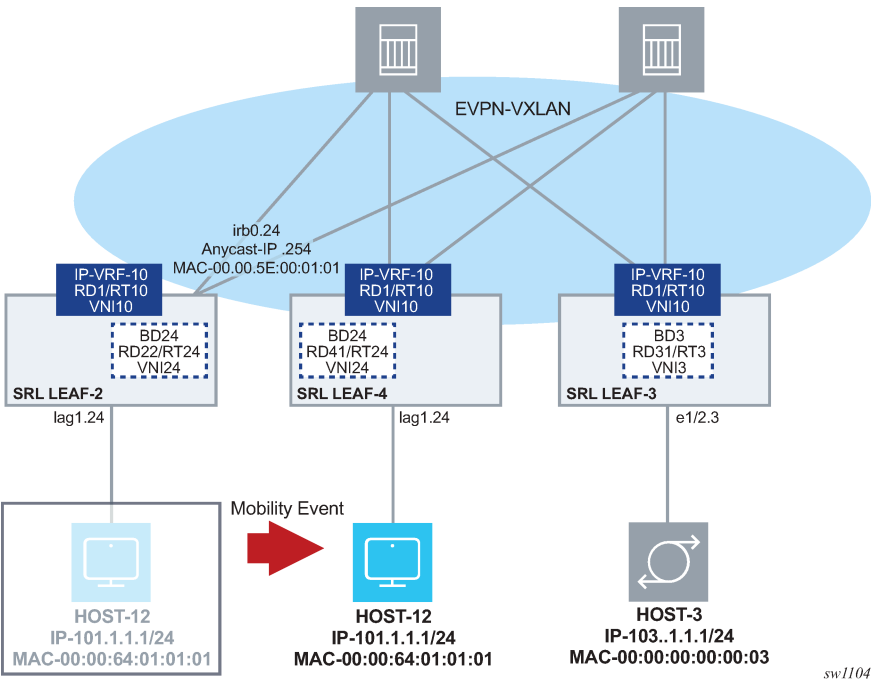 EVPN-VXLAN
irb0.24
Anycast-IP .254
MAC-00.00.5E:00:01:01
IP-VRF-10
RD1/RT10
VNI10
IP-VRF-10
RD1/RT10
VNI10
IP-VRF-10
RD1/RT10
VNI10
BD24
RD22/RT24
VNI24
BD24
RD41/RT24
VNI24
BD3
RD31/RT3
VNI3
SRL LEAF-2
SRL LEAF-4
SRL LEAF-3
lag1.24
lag1.24
e1/2.3
Mobility Event
HOST-12
IP-101.1.1.1/24
MAC-00:00:64:01:01:01
HOST-12
IP-101.1.1.1/24
MAC-00:00:64:01:01:01
HOST-3
IP-103..1.1.1/24
MAC-00:00:00:00:00:03
sw1104